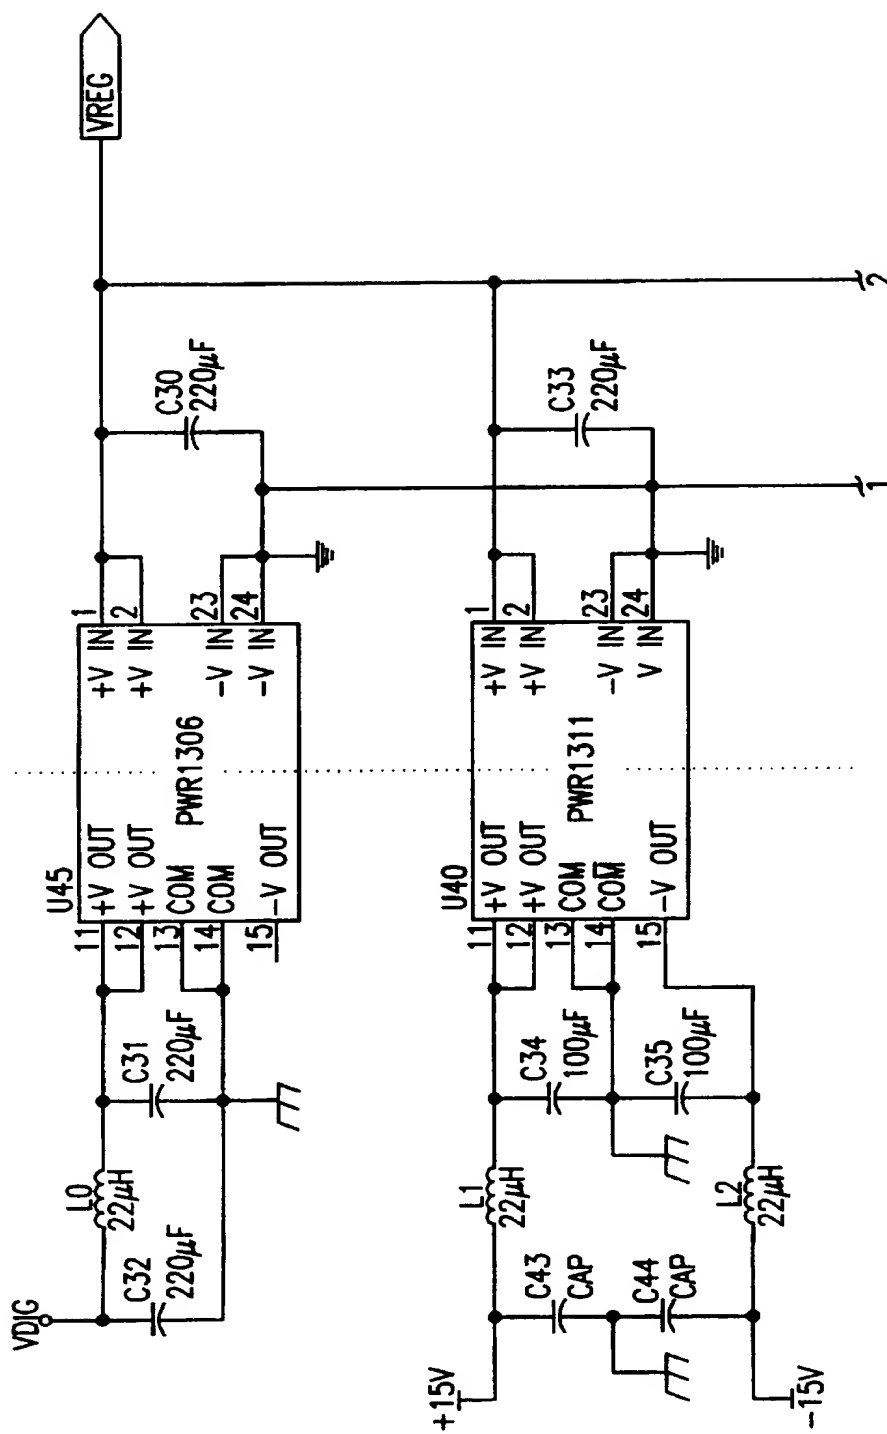 VREG
C30
220µF
1
2
23
24
+V IN
+V IN
-V IN
-V IN
PWR1306
U45
+V OUT
+V OUT
COM
COM
-V OUT
11
12
13
14
15
C31
220µF
L0
22µH
C32
220µF
VDIG
2
1
C33
220µF
1
2
23
24
+V IN
+V IN
-V IN
V IN
PWR1311
U40
+V OUT
+V OUT
COM
COM
-V OUT
11
12
13
14
15
C34
100µF
C35
100µF
L1
22µH
L2
22µH
C43
CAP
C44
CAP
+15V
-15V